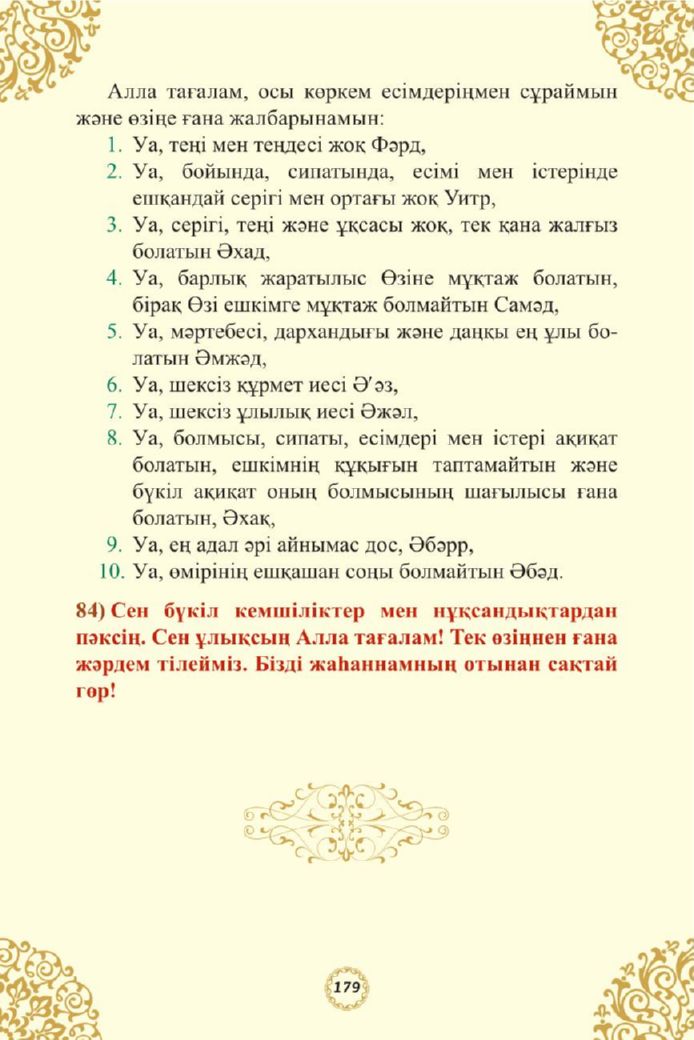 Алла тағалам, осы көркем есімдеріңмен сұраймын
және өзіңе ғана жалбарынамын:
1. Уа, теңі мен теңдесі жоқ Фәрд,
2. Уа, бойында, сипатында, есімі мен істерінде
ешқандай серігі мен ортағы жоқ Уитр,
3. Уа, серігі, теңі және ұқсасы жоқ, тек қана жалғыз
болатын Әхад,
4. Уа, барлық жаратылыс Өзіне мұқтаж болатын,
бірақ Өзі ешкімге мұқтаж болмайтын Самәд,
5. Уа, мәртебесі, дархандығы және даңқы ең ұлы бо-
латын Әмжәд,
6. Уа, шексіз құрмет иесі Ә′әз,
7. Уа, шексіз ұлылық иесі Әжәл,
8. Уа, болмысы, сипаты, есімдері мен істері ақиқат
болатын, ешкімнің құқығын таптамайтын және
бүкіл ақиқат оның болмысының шағылысы ғана
болатын, Әхақ,
9. Уа, ең адал әрі айнымас дос, Әбәрр,
10. Уа, өмірінің ешқашан соңы болмайтын Әбәд.
84) Сен бүкіл кемшіліктер мен нұқсандықтардан
пәксің. Сен ұлықсың Алла тағалам! Тек өзіңнен ғана
жәрдем тілейміз. Бізді жаһаннамның отынан сақтай
гөр!
179